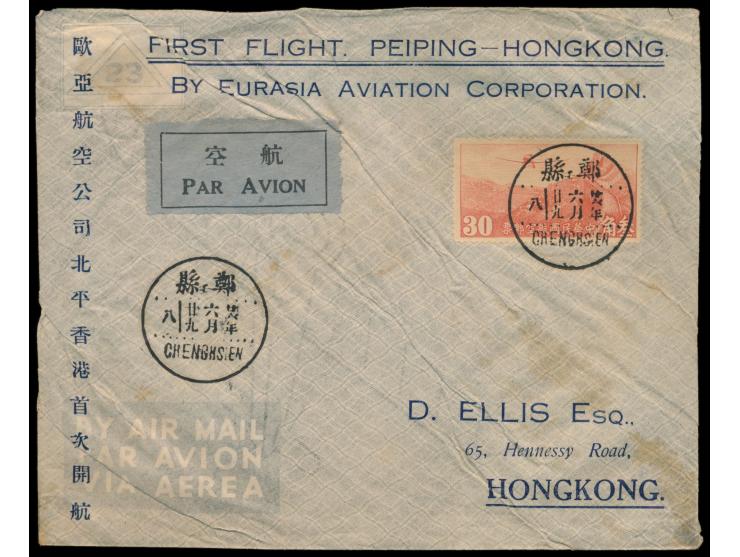 FIRST FLIGHT. PEIPING—HONGKONG.
BY EURASIA AVIATION CORPORATION.
23
歐亞航空公司北平香港首次開航
空航
PAR AVION
30
角叁
鄭縣
六月
廿九
八
CHENGHSIEN
鄭縣
六月
廿九
八
CHENGHSIEN
BY AIR MAIL
PAR AVION
VIA AEREA
D. ELLIS ESQ.,
65, Hennessy Road,
HONGKONG.